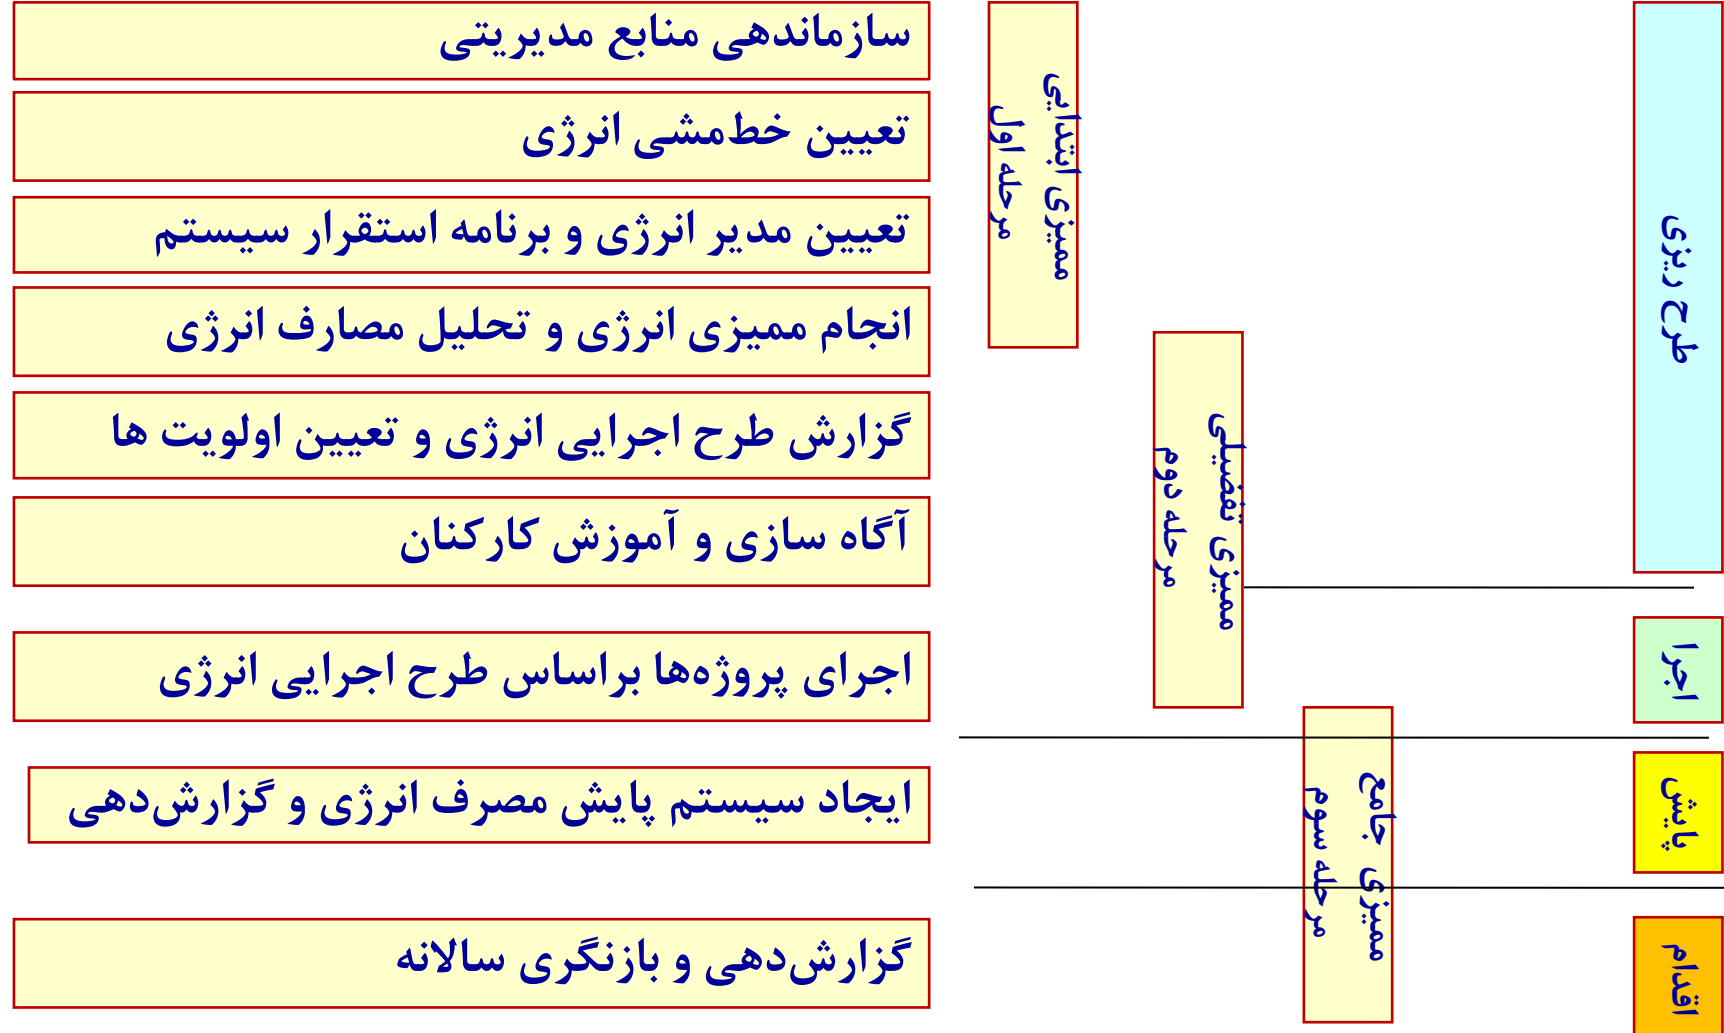 سازماندهی منابع مدیریتی
تعیین خط‌مشی انرژی
تعیین مدیر انرژی و برنامه استقرار سیستم
انجام ممیزی انرژی و تحلیل مصارف انرژی
گزارش طرح اجرایی انرژی و تعیین اولویت ها
آگاه سازی و آموزش کارکنان
اجرای پروژه‌ها براساس طرح اجرایی انرژی
ایجاد سیستم پایش مصرف انرژی و گزارش‌دهی
گزارش‌دهی و بازنگری سالانه
ممیزی ابتدایی
مرحله اول
ممیزی تفضیلی
مرحله دوم
ممیزی جامع
مرحله سوم
طرح ریزی
اجرا
پایش
اقدام